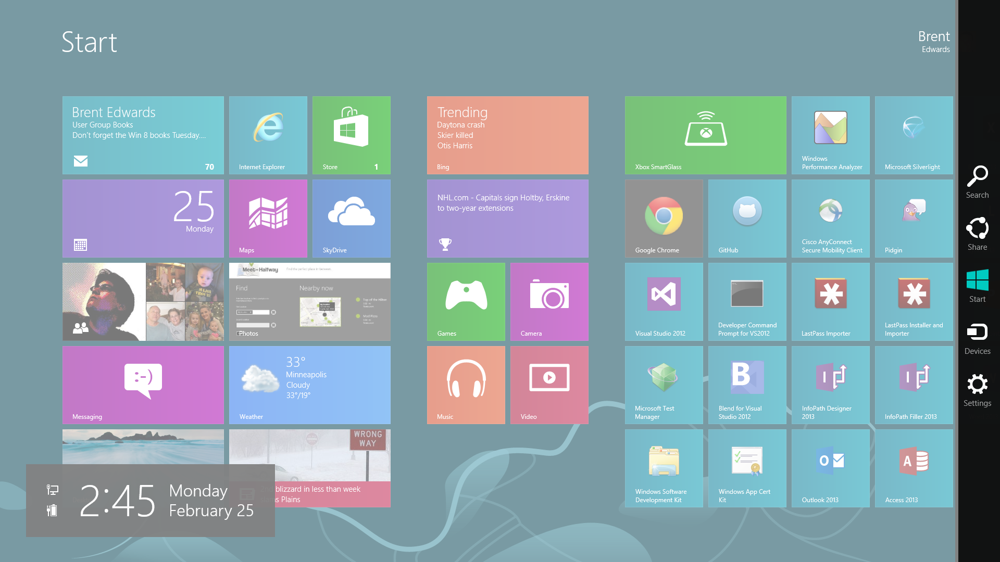 Start
Brent
Edwards
Brent Edwards
User Group Books
Don't forget the Win 8 books Tuesday....
70
Internet Explorer
Store
1
25
Monday
Maps
SkyDrive
MAJOR
Meet-Halfway
Find the perfect place in between.
Find
Nearby now
Top of the Hilton
Mod Pizza
Photos
Messaging
33°
Minneapolis
Cloudy
33°/19°
Weather
WRONG
WAY
blizzard in less than week
Plains
2:45
Monday
February 25
Trending
Daytona crash
Skier killed
Otis Harris
Bing
NHL.com - Capitals sign Holtby, Erskine
to two-year extensions
Games
Camera
Music
Video
Xbox SmartGlass
Windows
Performance Analyzer
Microsoft Silverlight
Google Chrome
GitHub
Cisco AnyConnect
Secure Mobility Client
Pidgin
Visual Studio 2012
Developer Command
Prompt for VS2012
LastPass Importer
LastPass Installer and
Importer
Microsoft Test
Manager
B
Blend for Visual
Studio 2012
I
InfoPath Designer
2013
I
InfoPath Filler 2013
Windows Software
Development Kit
Windows App Cert
Kit
O
Outlook 2013
A
Access 2013
Search
Share
Start
Devices
Settings